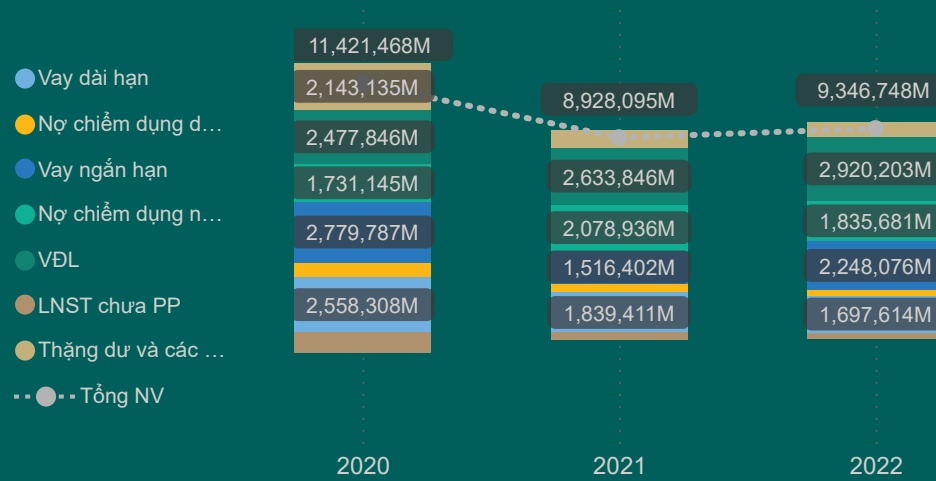 Vay dài hạn
Nợ chiếm dụng d…
Vay ngắn hạn
Nợ chiếm dụng n…
VĐL
LNST chưa PP
Thặng dư và các …
Tổng NV
11,421,468M
2,143,135M
2,477,846M
1,731,145M
2,779,787M
2,558,308M
8,928,095M
2,633,846M
2,078,936M
1,516,402M
1,839,411M
9,346,748M
2,920,203M
1,835,681M
2,248,076M
1,697,614M
2020
2021
2022